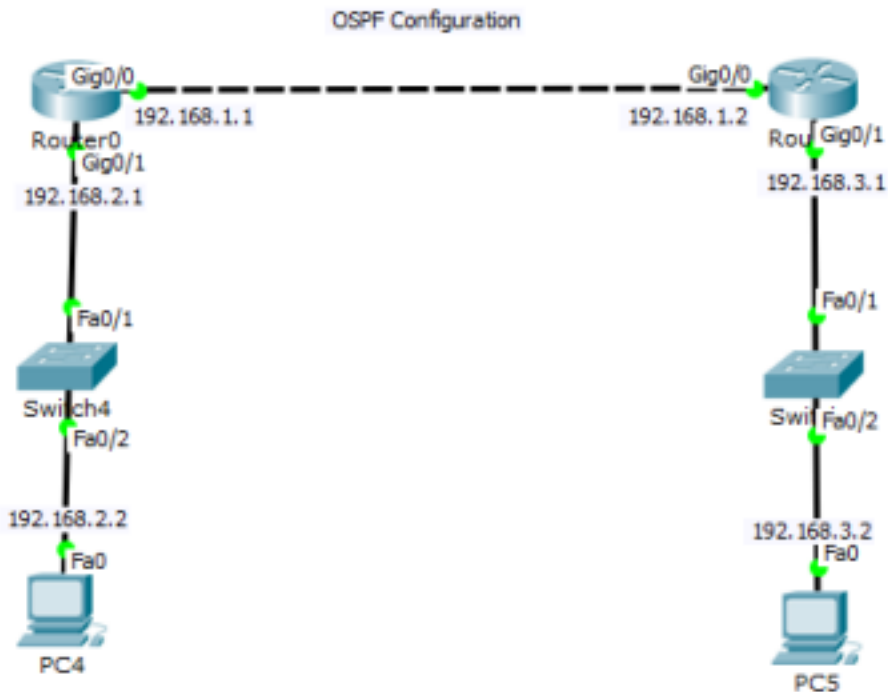 OSPF Configuration
Gig0/0
Gig0/0
192.168.1.1
192.168.1.2
Router0
Rou
Gig0/1
Gig0/1
192.168.2.1
192.168.3.1
Fa0/1
Fa0/1
Switch4
Fa0/2
Fa0/2
192.168.2.2
192.168.3.2
Fa0
Fa0
PC4
PC5